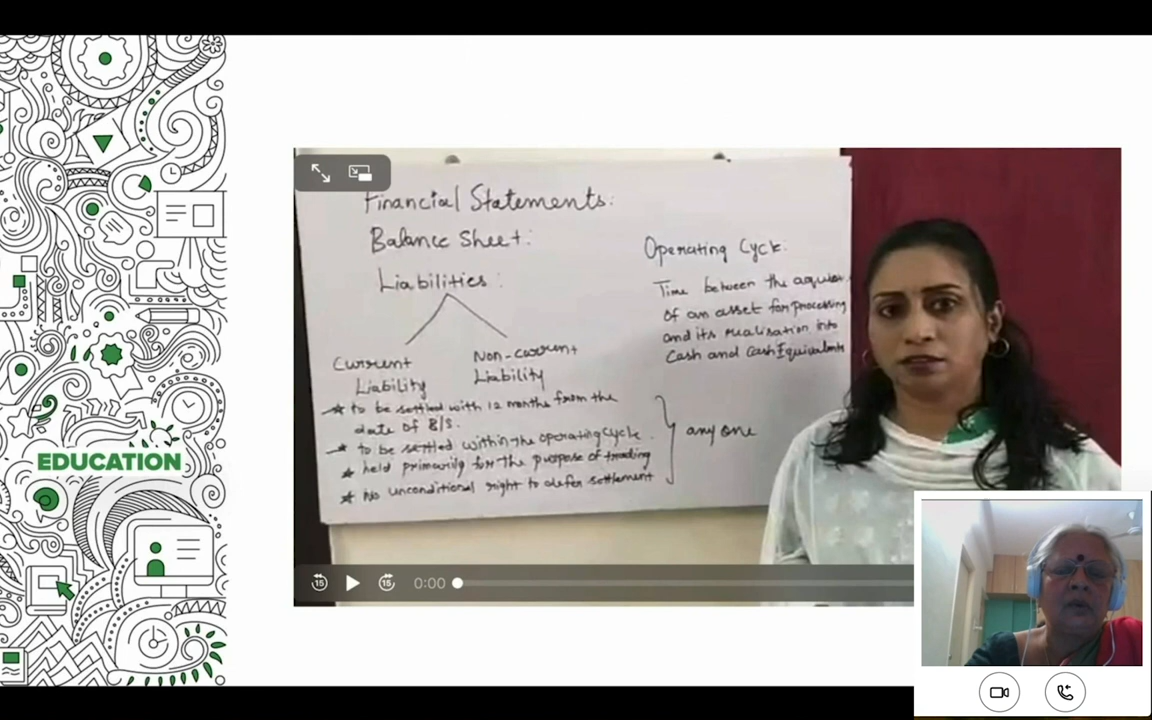 EDUCATION
Financial Statements:
Balance Sheet:
Liabilities:
Current
Liability
Non-current
Liability
★ to be settled with 12 months from the
date of B/S.
★ to be settled within the operating cycle.
★ held primarily for the purpose of trading
★ No unconditional right to defer settlement
any one
Operating Cycle:
Time between the
of an asset for processing
and its realisation into
Cash and Cash Equivalents
15
15
0:00